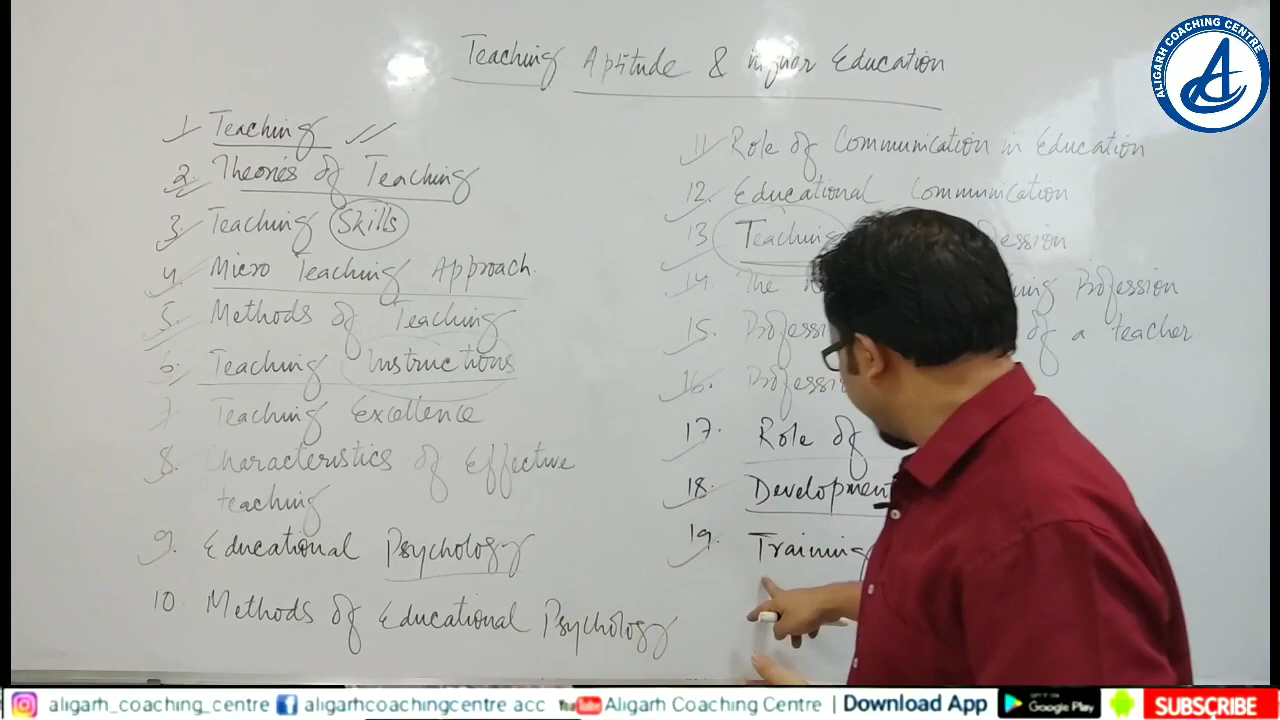 Teaching Aptitude & Higher Education
1 Teaching
2. Theories of Teaching
3. Teaching Skills
4 Micro Teaching Approach.
5. Methods of Teaching
6. Teaching Instructions
7 Teaching Excellence
8. Characteristics of Effective
teaching
9. Educational Psychology
10. Methods of Educational Psychology
11 Role of Communication in Education
12. Educational Communication
13 Teaching
14. The Profession
15. of a teacher
16.
17. Role of
18. Development
19. Training
ALIGARH COACHING CENTRE
aligarh_coaching_centre aligarhcoachingcentre acc YouTube Aligarh Coaching Centre Download App GET IT ON Google Play SUBSCRIBE